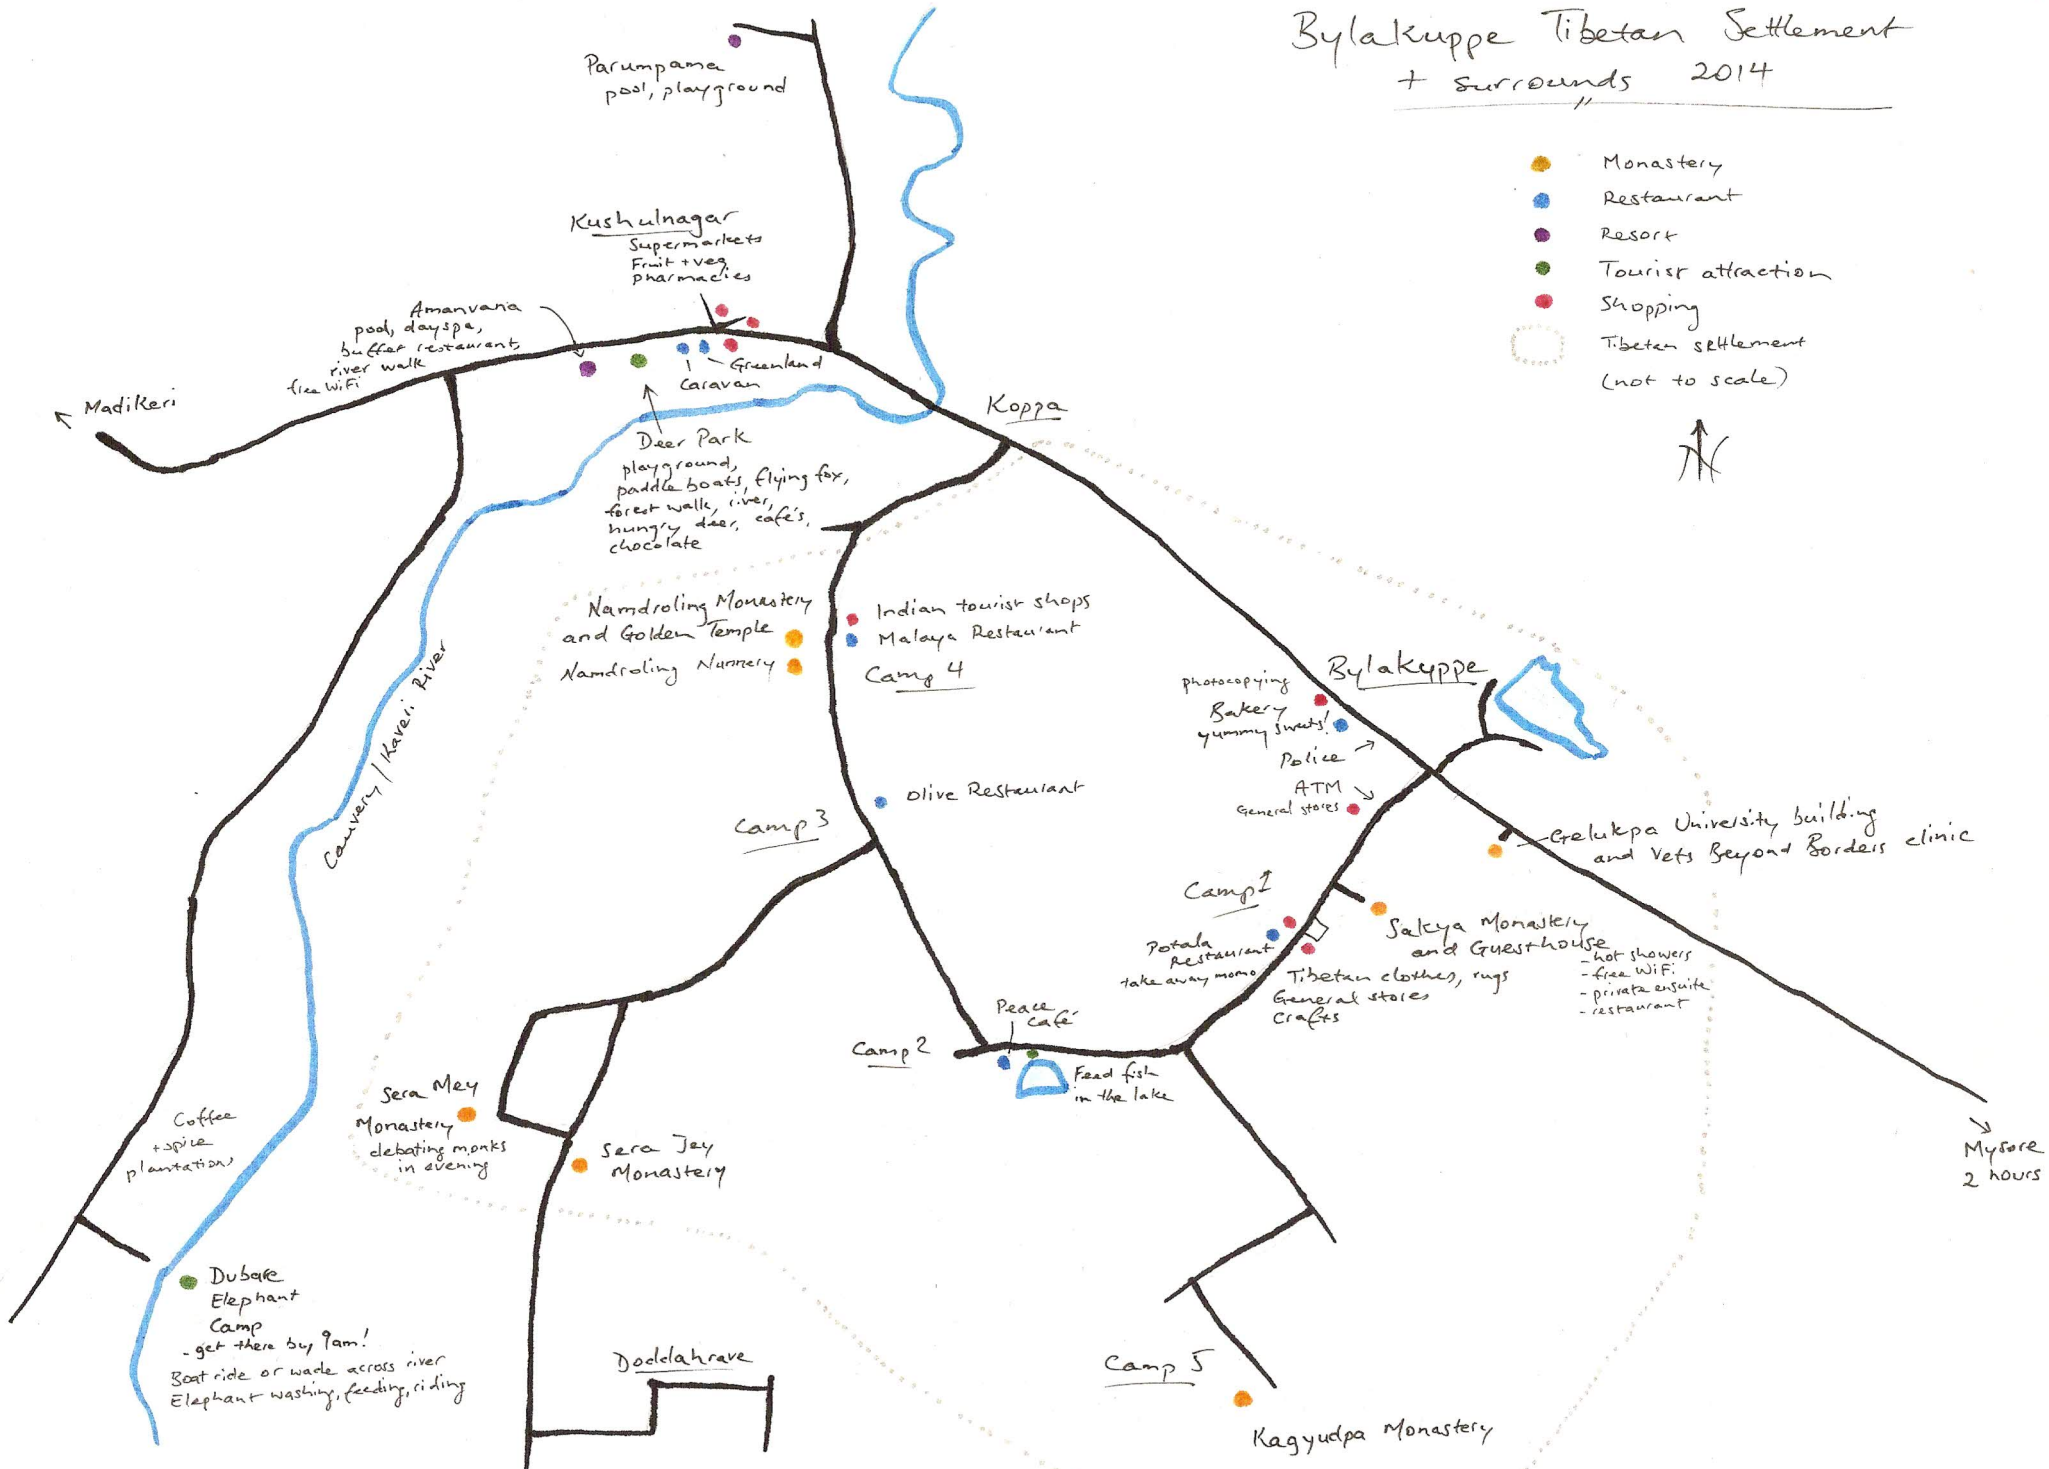 Bylakuppe Tibetan Settlement
+ surrounds 2014
Monastery
Restaurant
Resort
Tourist attraction
Shopping
Tibetan settlement
(not to scale)
N
Parumpama
pool, playground
Kushulnagar
Supermarkets
Fruit + veg
pharmacies
Amanvana
pool, day spa,
buffet restaurant,
river walk
free WiFi
Madikeri
Greenland
Caravan
Koppa
Deer Park
playground,
paddle boats, flying fox,
forest walk, river,
hungry deer, café's,
chocolate
Namdroling Monastery
and Golden Temple
Namdroling Nunnery
Indian tourist shops
Malaya Restaurant
Camp 4
Cauvery / Kaveri River
Bylakuppe
photocopying
Bakery
yummy sweets!
Police
ATM
General stores
Olive Restaurant
Camp 3
Gelukpa University building
and Vets Beyond Borders clinic
Camp 1
Sakya Monastery
and Guesthouse
- hot showers
- free WiFi
- private ensuite
- restaurant
Potala
Restaurant
take away momo
Tibetan clothes, rugs
General stores
Crafts
Peace
café
Camp 2
Feed fish
in the lake
Sera Mey
Monastery
debating monks
in evening
Sera Jey
Monastery
Coffee
+ spice
plantations
Mysore
2 hours
Dubare
Elephant
Camp
- get there by 9am!
Boat ride or wade across river
Elephant washing, feeding, riding
Doddahrave
Camp 5
Kagyudpa Monastery